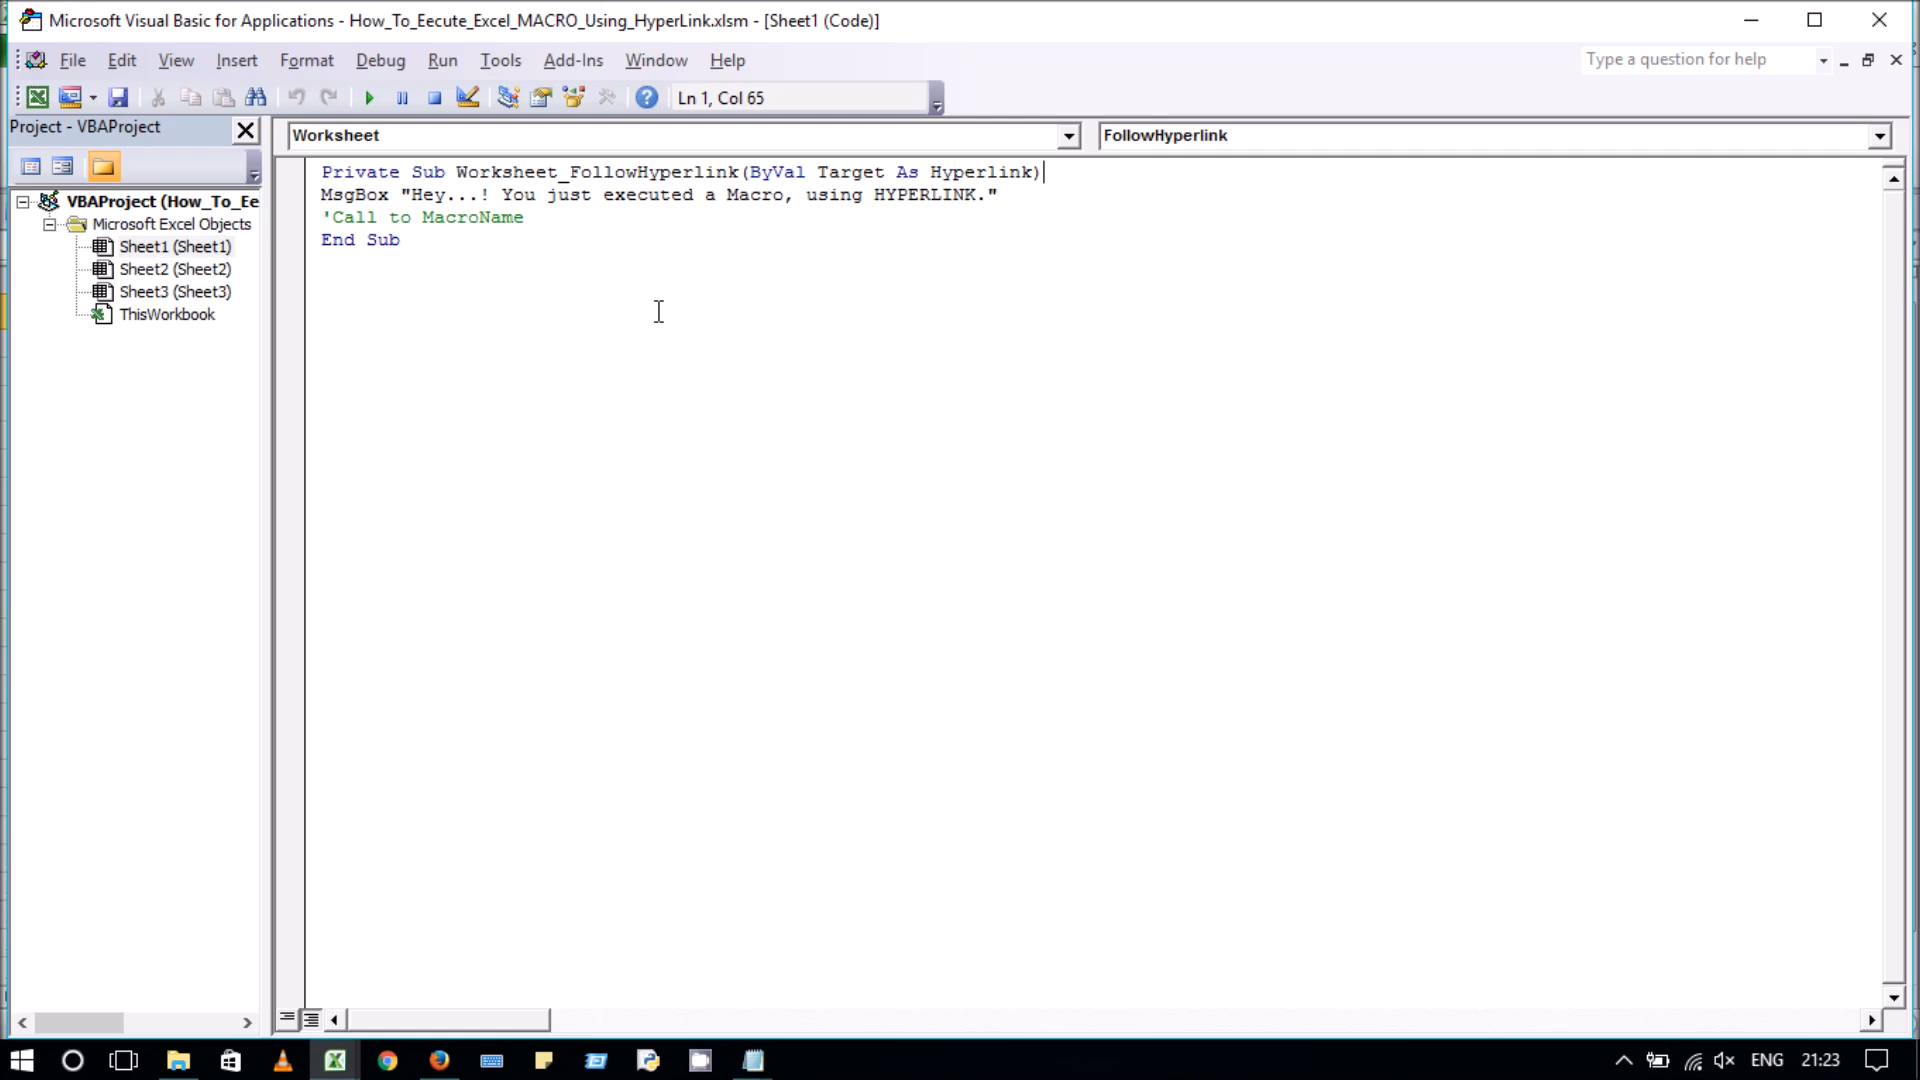 Microsoft Visual Basic for Applications - How_To_Eecute_Excel_MACRO_Using_HyperLink.xlsm - [Sheet1 (Code)]
File Edit View Insert Format Debug Run Tools Add-Ins Window Help Type a question for help
Ln 1, Col 65
Project - VBAProject
Worksheet FollowHyperlink
VBAProject (How_To_Ee
Microsoft Excel Objects
Sheet1 (Sheet1)
Sheet2 (Sheet2)
Sheet3 (Sheet3)
ThisWorkbook
Private Sub Worksheet_FollowHyperlink(ByVal Target As Hyperlink)
MsgBox "Hey...! You just executed a Macro, using HYPERLINK."
'Call to MacroName
End Sub
ENG 21:23